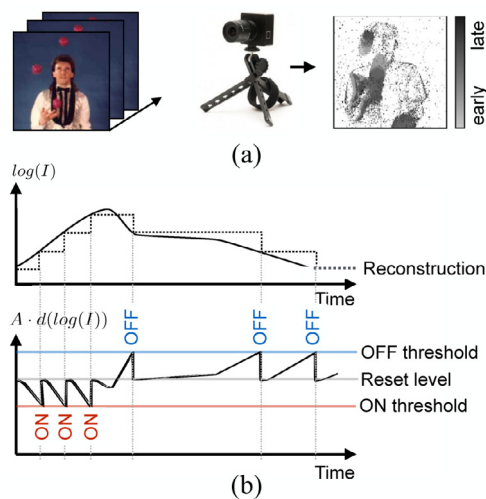 late
early
(a)
log(I)
Reconstruction
Time
A · d(log(I))
OFF
OFF
OFF
OFF threshold
Reset level
ON threshold
ON
ON
ON
Time
(b)